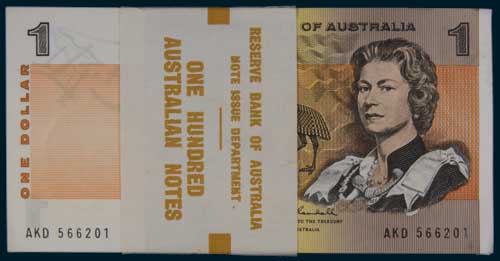 1
OF AUSTRALIA
1
ONE DOLLAR
RESERVE BANK OF AUSTRALIA
NOTE ISSUE DEPARTMENT.
ONE HUNDRED
AUSTRALIAN NOTES
TO THE TREASURY
AUSTRALIA
AKD 566201
AKD 566201